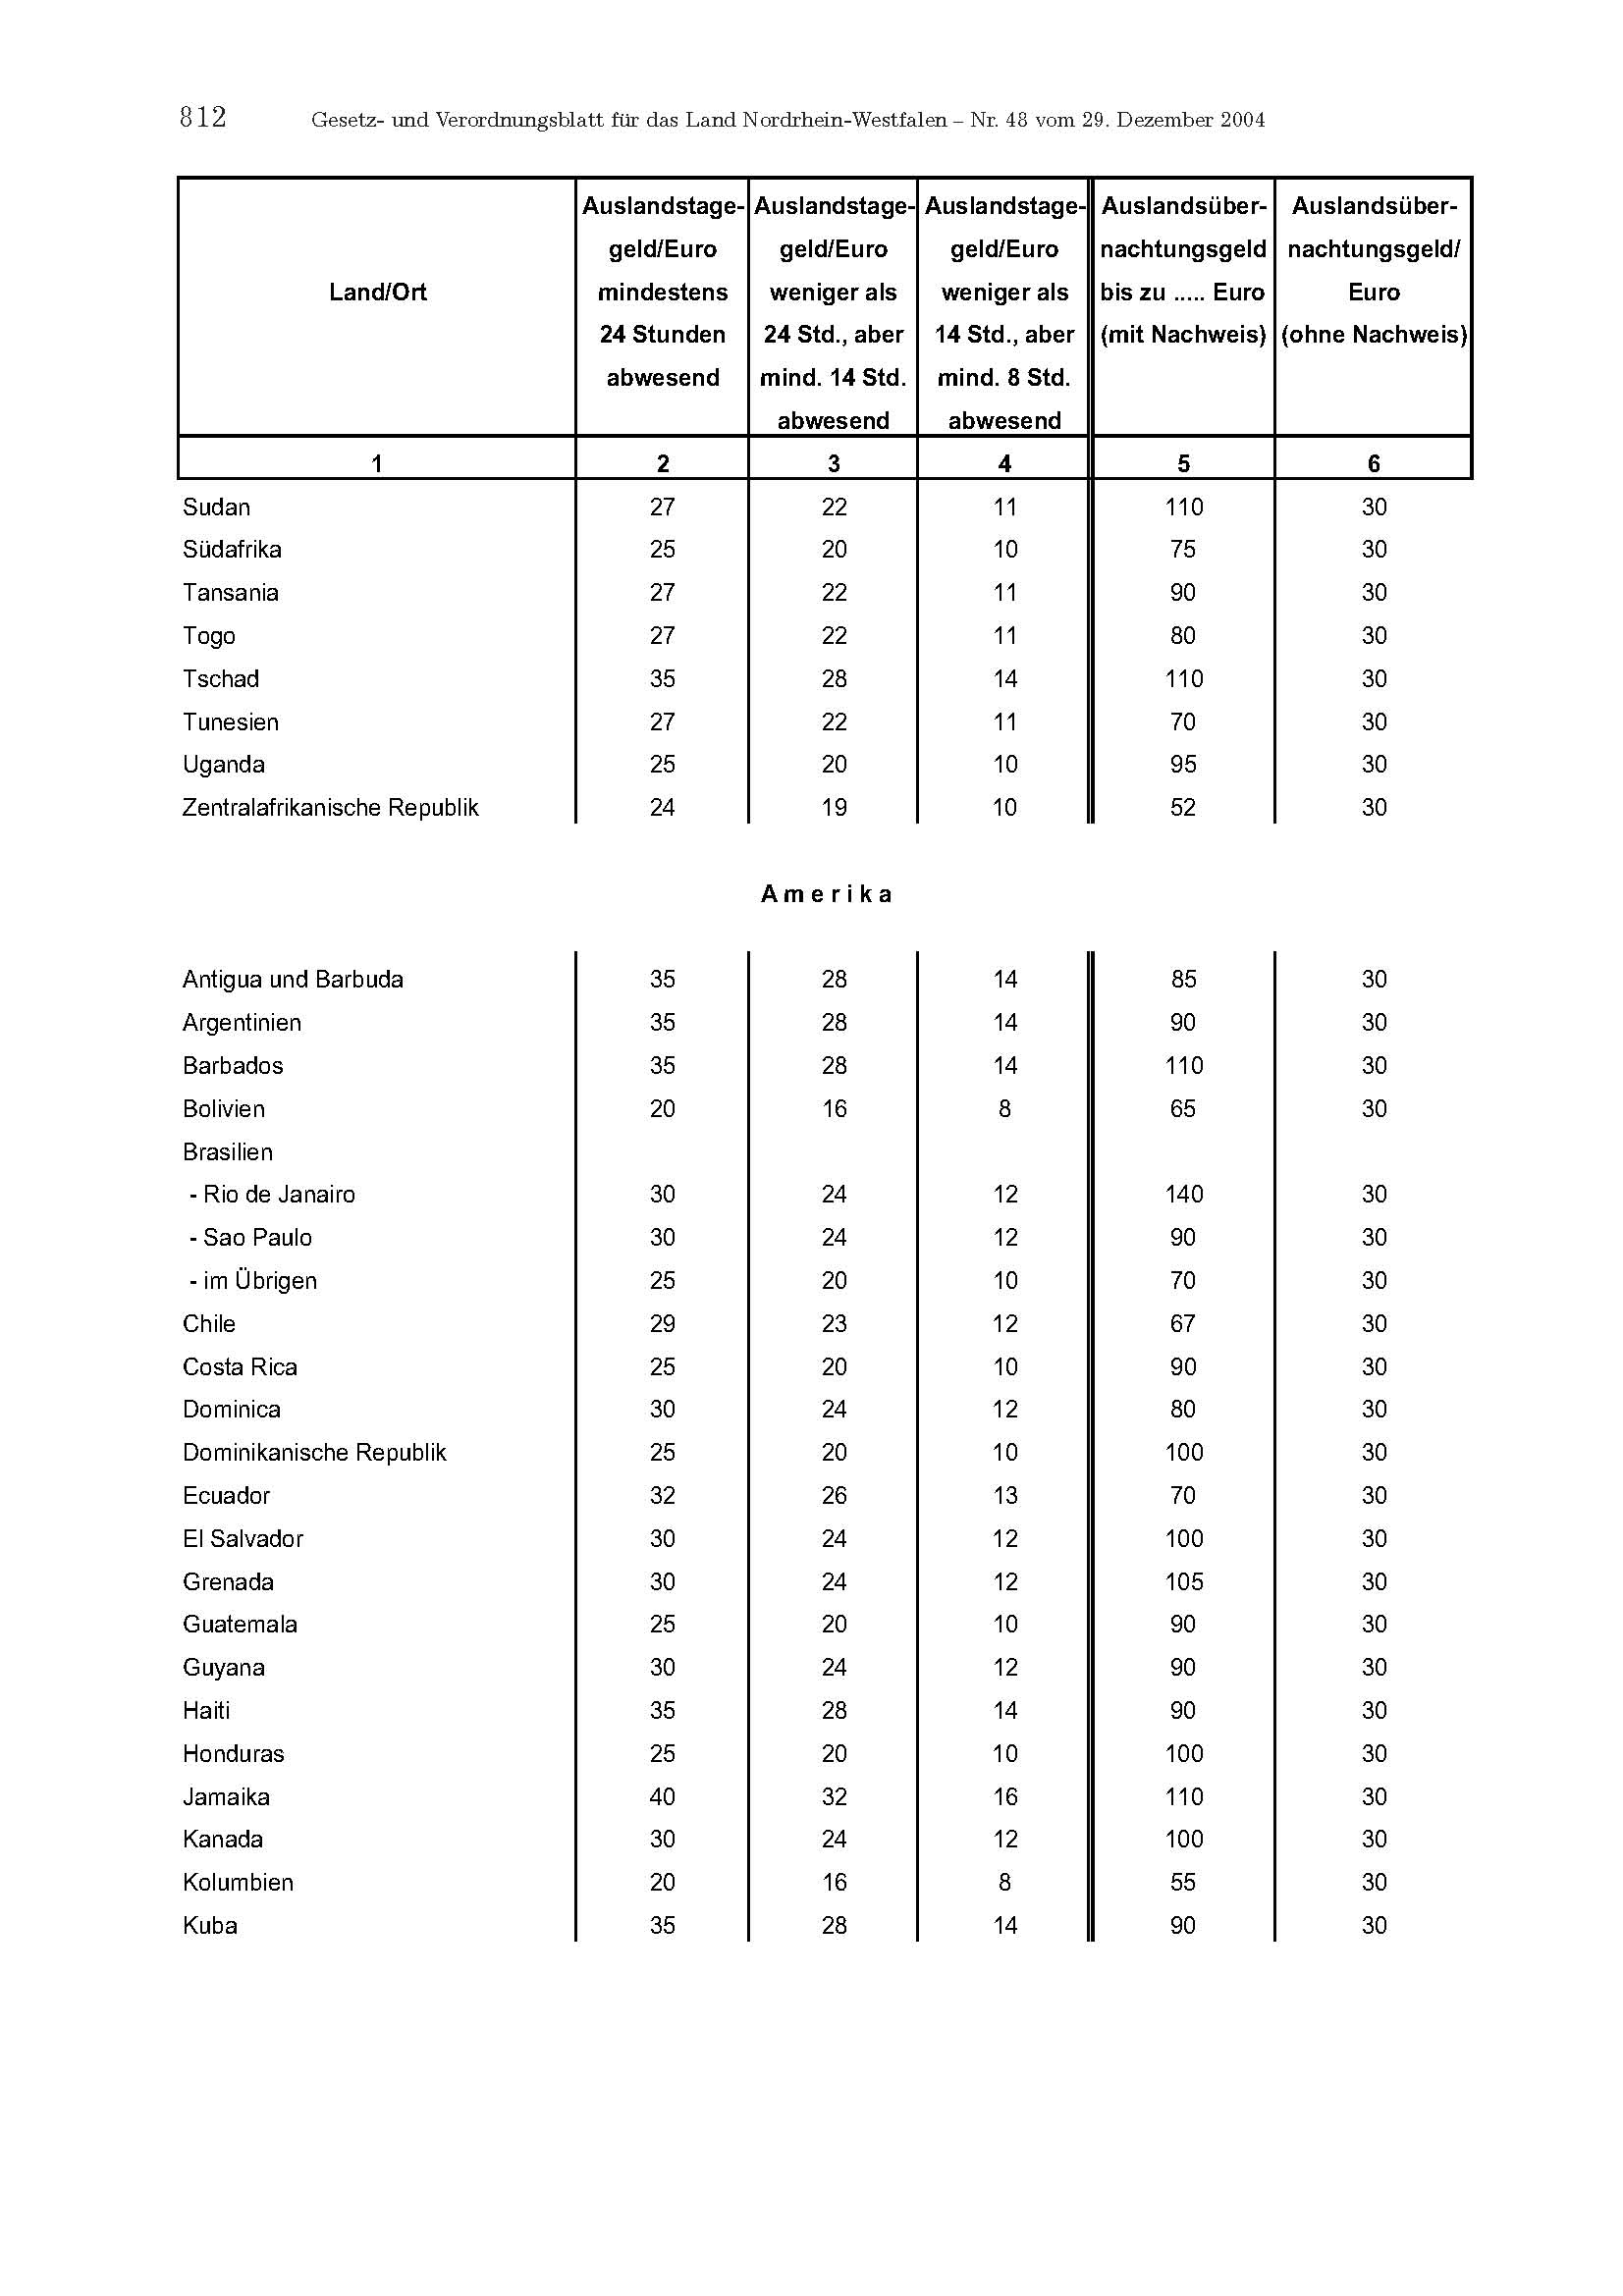 812 Gesetz- und Verordnungsblatt für das Land Nordrhein-Westfalen – Nr. 48 vom 29. Dezember 2004
Auslandstage- Auslandstage- Auslandstage- Auslandsüber- Auslandsüber-
geld/Euro geld/Euro geld/Euro nachtungsgeld nachtungsgeld/
Land/Ort mindestens weniger als weniger als bis zu ..... Euro Euro
24 Stunden 24 Std., aber 14 Std., aber (mit Nachweis) (ohne Nachweis)
abwesend mind. 14 Std. mind. 8 Std.
abwesend abwesend
1 2 3 4 5 6
Sudan 27 22 11 110 30
Südafrika 25 20 10 75 30
Tansania 27 22 11 90 30
Togo 27 22 11 80 30
Tschad 35 28 14 110 30
Tunesien 27 22 11 70 30
Uganda 25 20 10 95 30
Zentralafrikanische Republik 24 19 10 52 30
Amerika
Antigua und Barbuda 35 28 14 85 30
Argentinien 35 28 14 90 30
Barbados 35 28 14 110 30
Bolivien 20 16 8 65 30
Brasilien
- Rio de Janairo 30 24 12 140 30
- Sao Paulo 30 24 12 90 30
- im Übrigen 25 20 10 70 30
Chile 29 23 12 67 30
Costa Rica 25 20 10 90 30
Dominica 30 24 12 80 30
Dominikanische Republik 25 20 10 100 30
Ecuador 32 26 13 70 30
El Salvador 30 24 12 100 30
Grenada 30 24 12 105 30
Guatemala 25 20 10 90 30
Guyana 30 24 12 90 30
Haiti 35 28 14 90 30
Honduras 25 20 10 100 30
Jamaika 40 32 16 110 30
Kanada 30 24 12 100 30
Kolumbien 20 16 8 55 30
Kuba 35 28 14 90 30